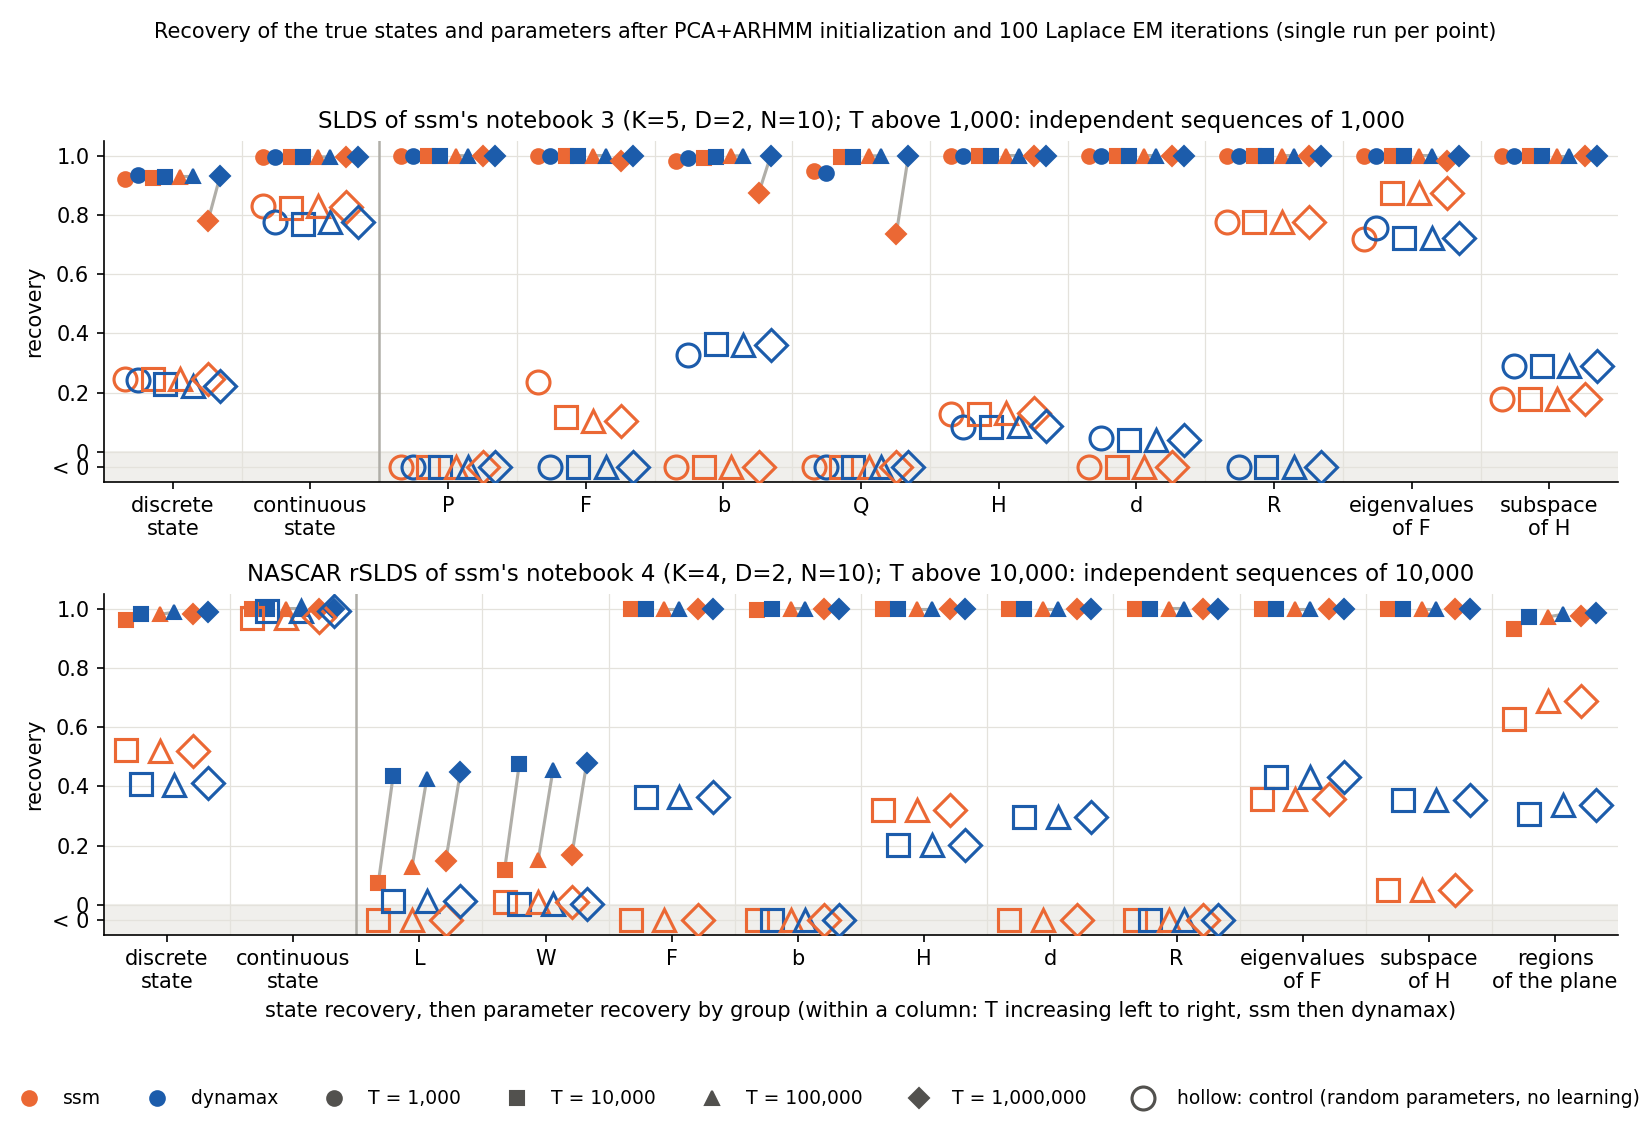 Recovery of the true states and parameters after PCA+ARHMM initialization and 100 Laplace EM iterations (single run per point)
SLDS of ssm's notebook 3 (K=5, D=2, N=10); T above 1,000: independent sequences of 1,000
recovery
1.0
0.8
0.6
0.4
0.2
0
< 0
discrete state
continuous state
P
F
b
Q
H
d
R
eigenvalues of F
subspace of H
NASCAR rSLDS of ssm's notebook 4 (K=4, D=2, N=10); T above 10,000: independent sequences of 10,000
recovery
1.0
0.8
0.6
0.4
0.2
0
< 0
discrete state
continuous state
L
W
F
b
H
d
R
eigenvalues of F
subspace of H
regions of the plane
state recovery, then parameter recovery by group (within a column: T increasing left to right, ssm then dynamax)
ssm
dynamax
T = 1,000
T = 10,000
T = 100,000
T = 1,000,000
hollow: control (random parameters, no learning)